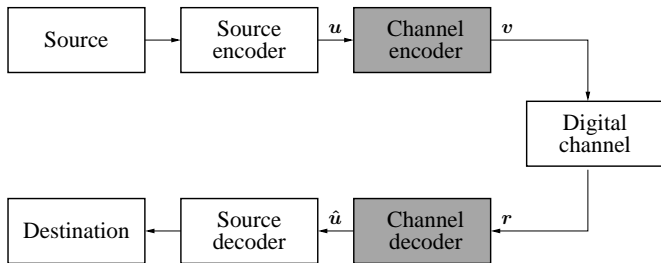 Source
Source
encoder
u
Channel
encoder
v
Digital
channel
Destination
Source
decoder
û
Channel
decoder
r